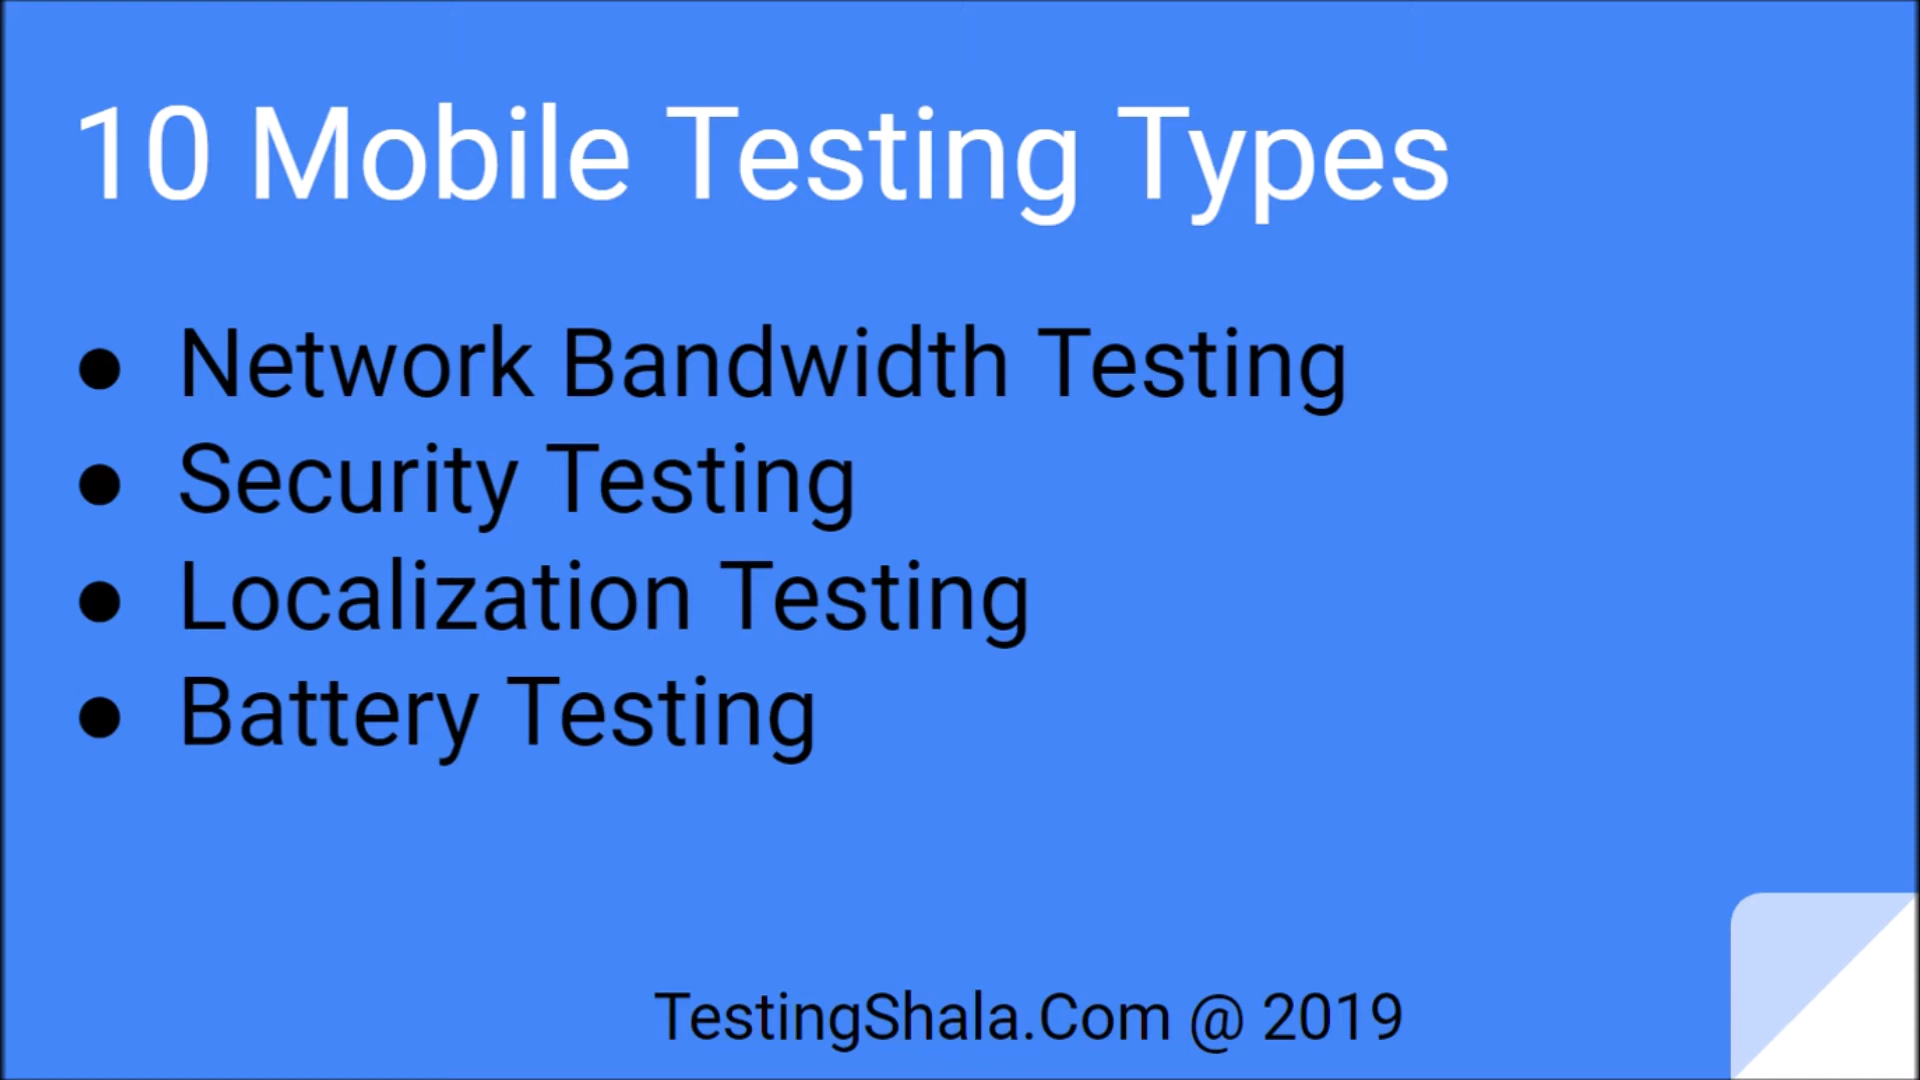 10 Mobile Testing Types
● Network Bandwidth Testing
● Security Testing
● Localization Testing
● Battery Testing
TestingShala.Com @ 2019